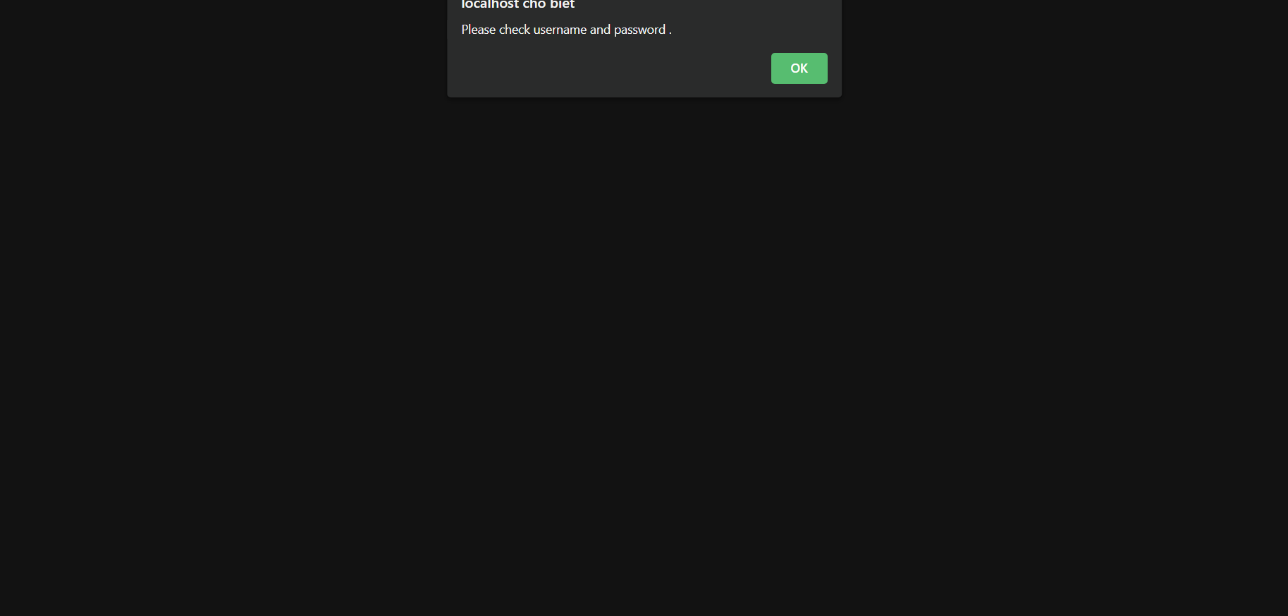 localhost cho biết
Please check username and password .
OK